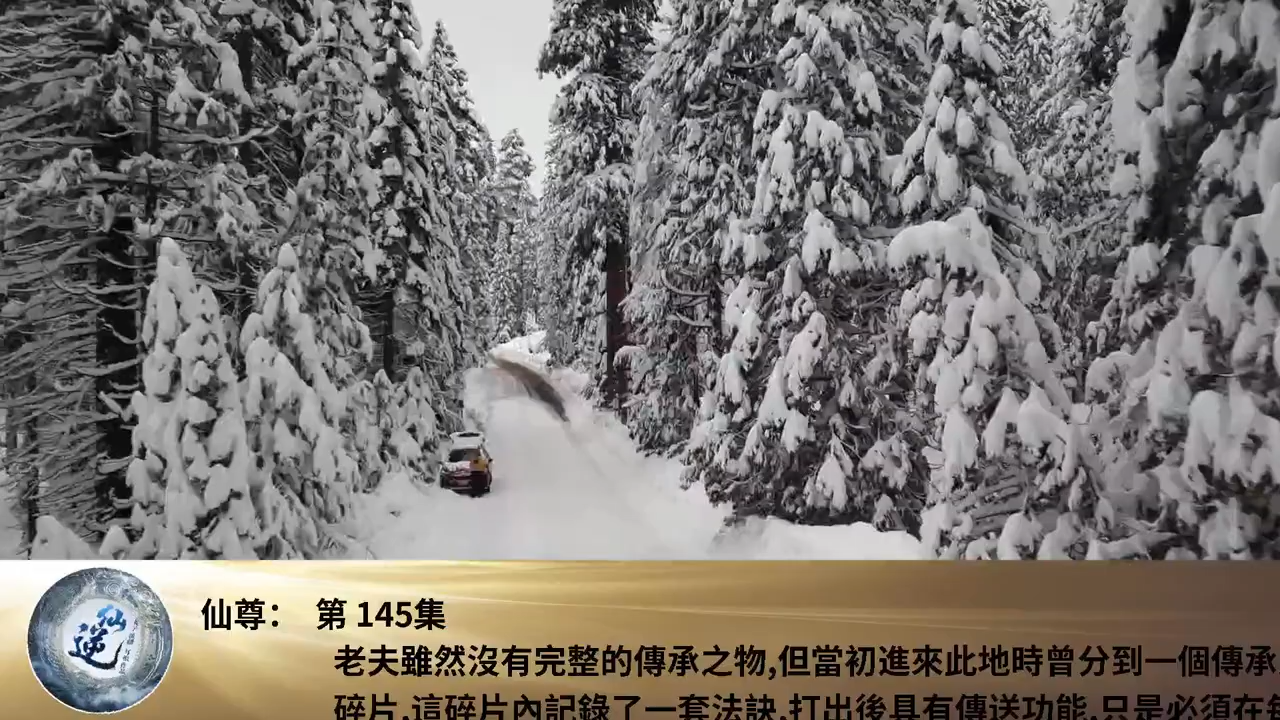 仙尊： 第 145集
老夫雖然沒有完整的傳承之物,但當初進來此地時曾分到一個傳承
碎片,這碎片內記錄了一套法訣,打出後具有傳送功能,只是必須在
仙逆